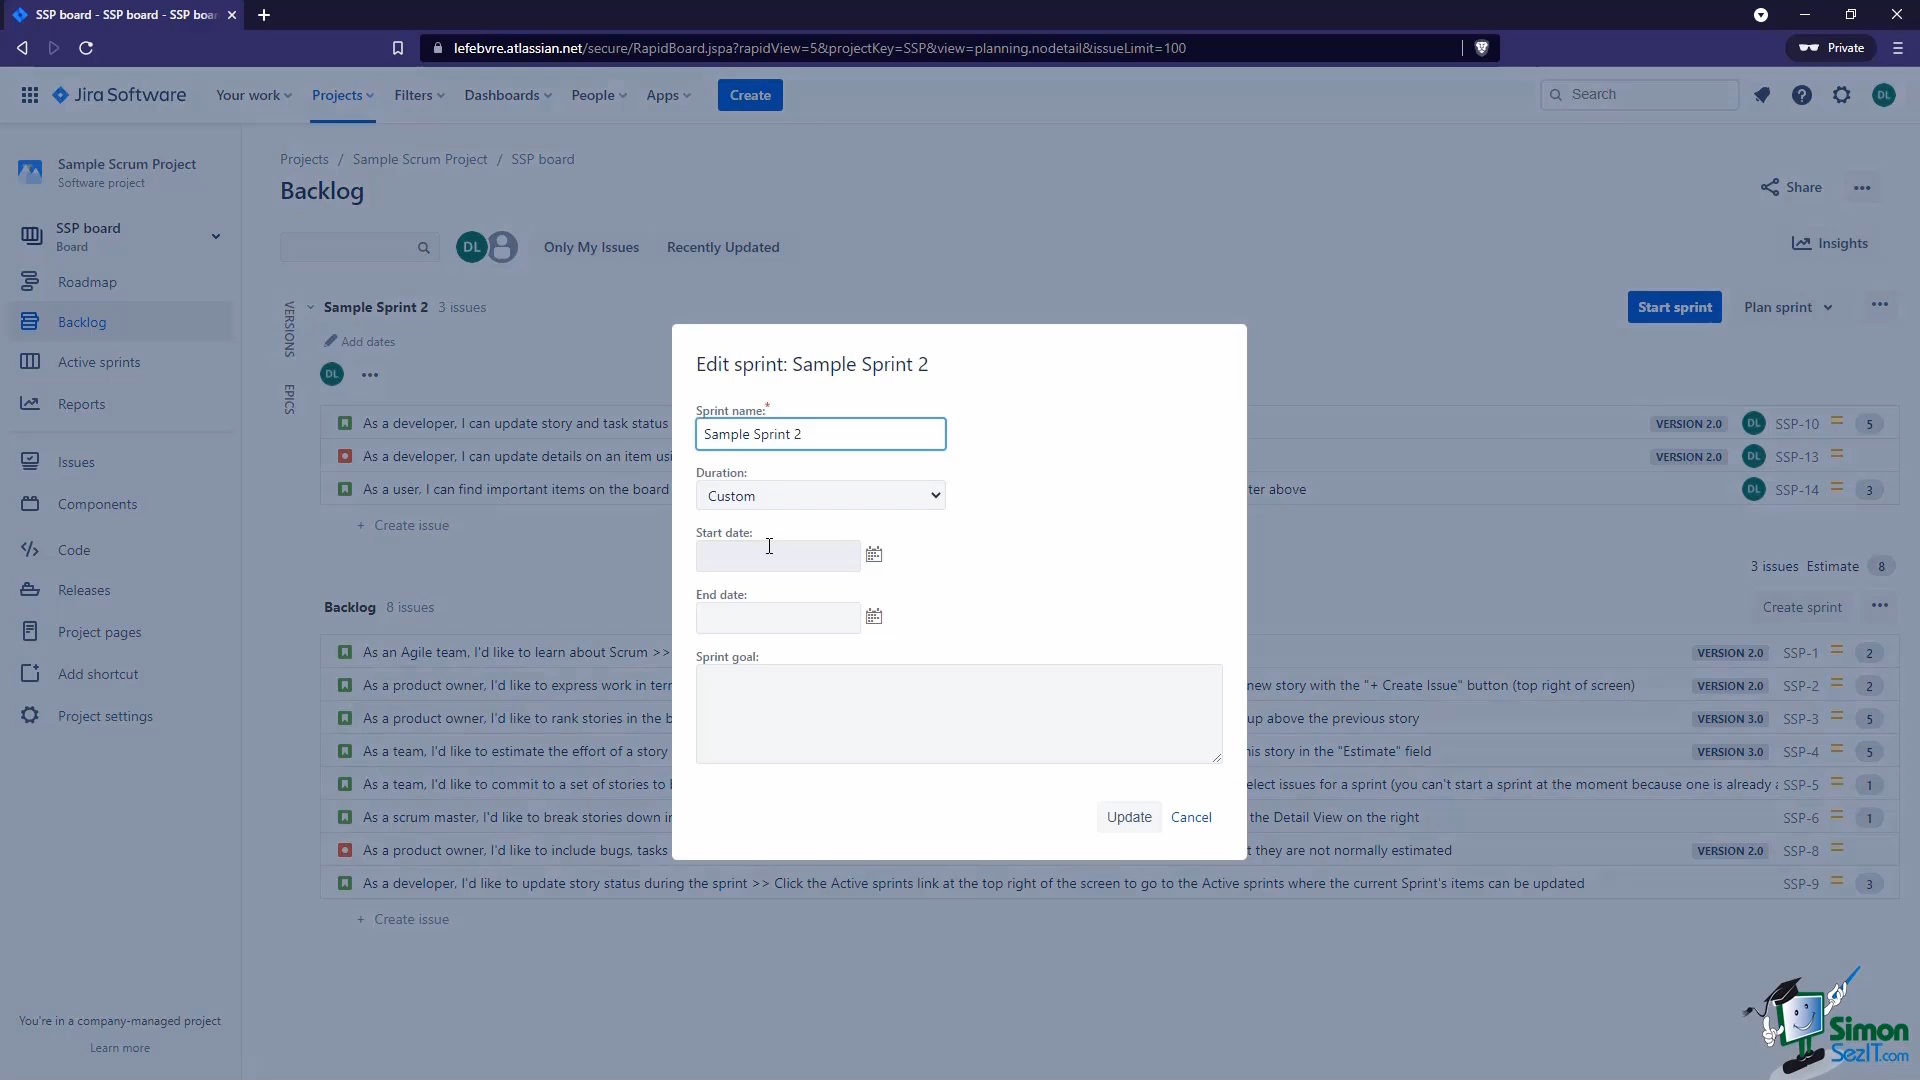 SSP board - SSP board - SSP boar
lefebvre.atlassian.net/secure/RapidBoard.jspa?rapidView=5&projectKey=SSP&view=planning.nodetail&issueLimit=100
Private
Jira Software
Your work
Projects
Filters
Dashboards
People
Apps
Create
Search
DL
Sample Scrum Project
Software project
SSP board
Board
Roadmap
Backlog
Active sprints
Reports
Issues
Components
Code
Releases
Project pages
Add shortcut
Project settings
You're in a company-managed project
Learn more
Projects / Sample Scrum Project / SSP board
Backlog
Share
DL
Only My Issues
Recently Updated
Insights
VERSIONS
EPICS
Sample Sprint 2 3 issues
Start sprint
Plan sprint
Add dates
DL
As a developer, I can update story and task status
VERSION 2.0 DL SSP-10 5
As a developer, I can update details on an item usi
VERSION 2.0 DL SSP-13
As a user, I can find important items on the board
ter above DL SSP-14 3
+ Create issue
3 issues Estimate 8
Backlog 8 issues
Create sprint
As an Agile team, I'd like to learn about Scrum >>
VERSION 2.0 SSP-1 2
As a product owner, I'd like to express work in terr
new story with the "+ Create Issue" button (top right of screen) VERSION 2.0 SSP-2 2
As a product owner, I'd like to rank stories in the b
up above the previous story VERSION 3.0 SSP-3 5
As a team, I'd like to estimate the effort of a story
his story in the "Estimate" field VERSION 3.0 SSP-4 5
As a team, I'd like to commit to a set of stories to
elect issues for a sprint (you can't start a sprint at the moment because one is already SSP-5 1
As a scrum master, I'd like to break stories down i
the Detail View on the right SSP-6 1
As a product owner, I'd like to include bugs, tasks
t they are not normally estimated VERSION 2.0 SSP-8
As a developer, I'd like to update story status during the sprint >> Click the Active sprints link at the top right of the screen to go to the Active sprints where the current Sprint's items can be updated SSP-9 3
+ Create issue
Edit sprint: Sample Sprint 2
Sprint name:*
Sample Sprint 2
Duration:
Custom
Start date:
End date:
Sprint goal:
Update
Cancel
Simon
SezIT.com